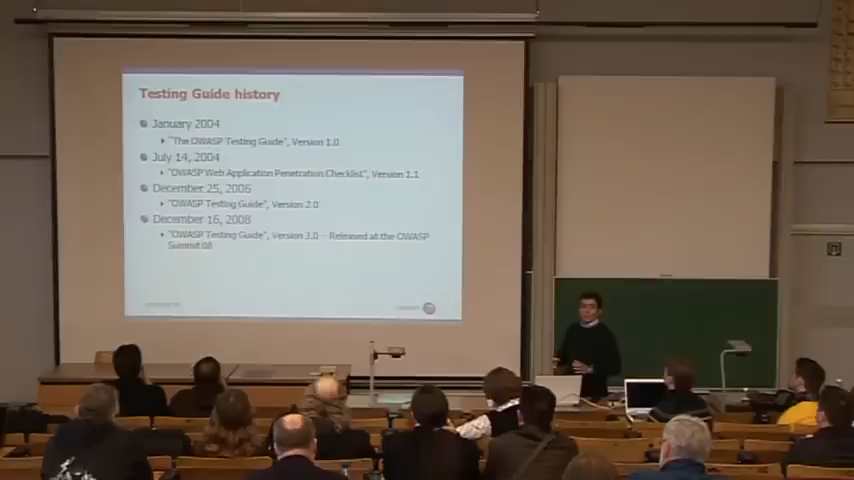 Testing Guide history
January 2004
"The OWASP Testing Guide", Version 1.0
July 14, 2004
"OWASP Web Application Penetration Checklist", Version 1.1
December 25, 2006
"OWASP Testing Guide", Version 2.0
December 16, 2008
"OWASP Testing Guide", Version 3.0 – Released at the OWASP
Summit 08